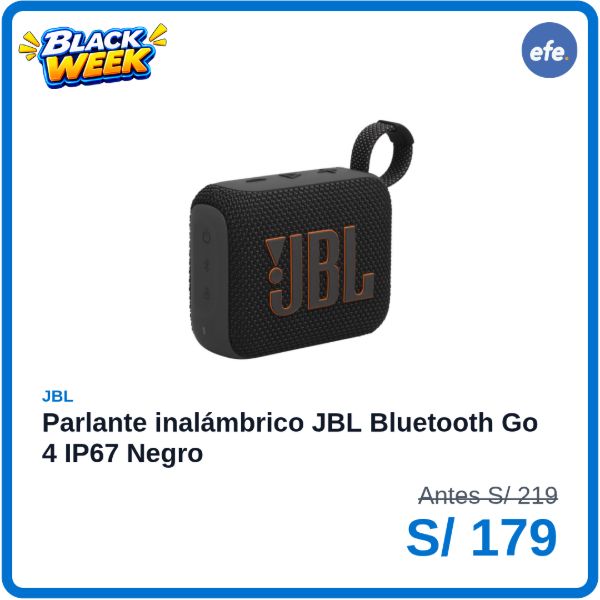 BLACK
WEEK
efe.
JBL
JBL
Parlante inalámbrico JBL Bluetooth Go
4 IP67 Negro
Antes S/ 219
S/ 179